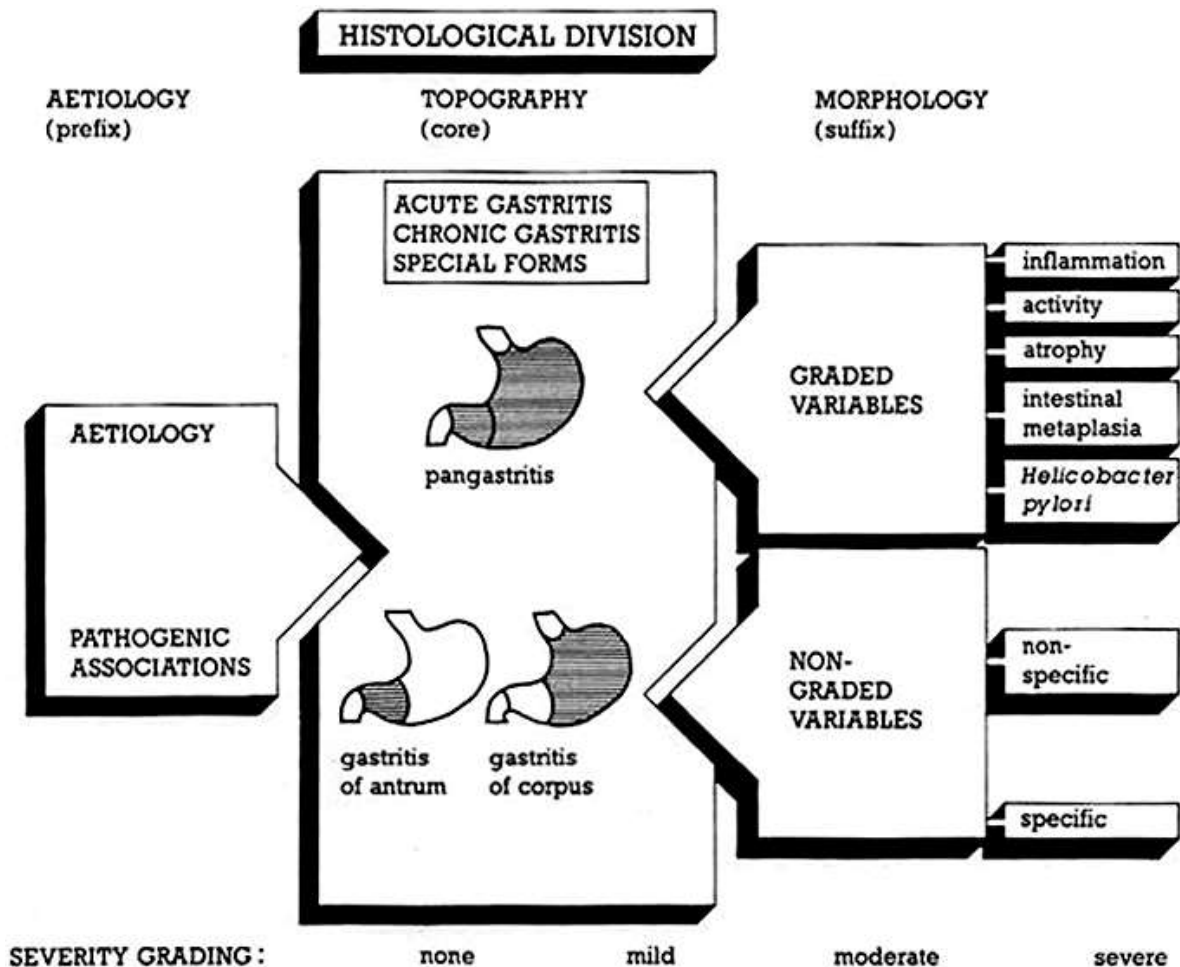 HISTOLOGICAL DIVISION
AETIOLOGY
(prefix)
TOPOGRAPHY
(core)
MORPHOLOGY
(suffix)
ACUTE GASTRITIS
CHRONIC GASTRITIS
SPECIAL FORMS
pangastritis
gastritis
of antrum
gastritis
of corpus
AETIOLOGY
PATHOGENIC
ASSOCIATIONS
GRADED
VARIABLES
inflammation
activity
atrophy
intestinal
metaplasia
Helicobacter
pylori
NON-
GRADED
VARIABLES
non-
specific
specific
SEVERITY GRADING: none mild moderate severe